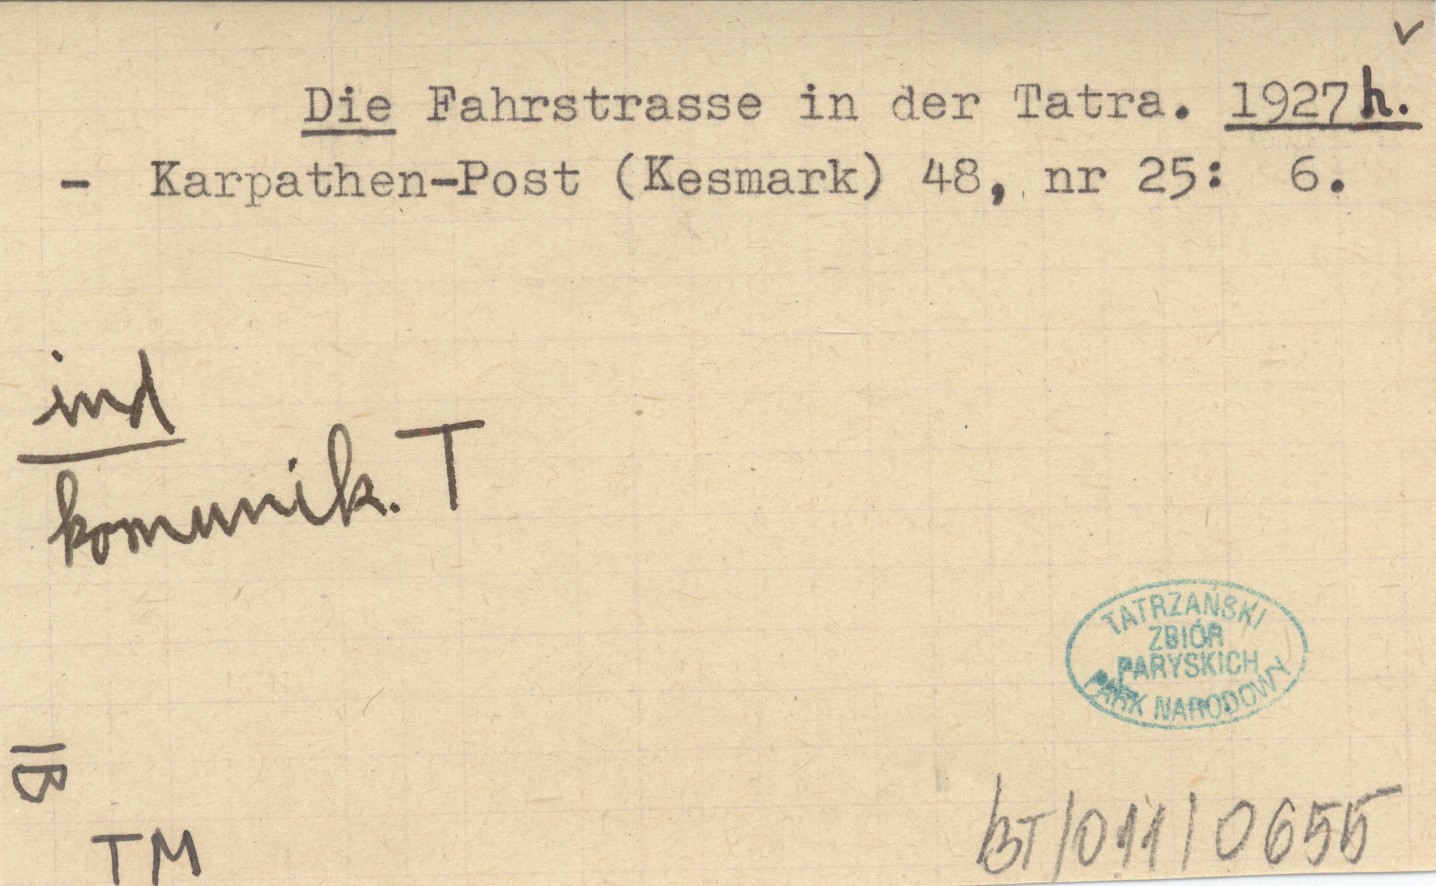 Die Fahrstrasse in der Tatra. 1927 h.
- Karpathen-Post (Kesmark) 48, nr 25: 6.
ind
komunik. T
TATRZAŃSKI
ZBIÓR
PARYSKICH
PARK NARODOWY
IB
TM
BT/011/0655